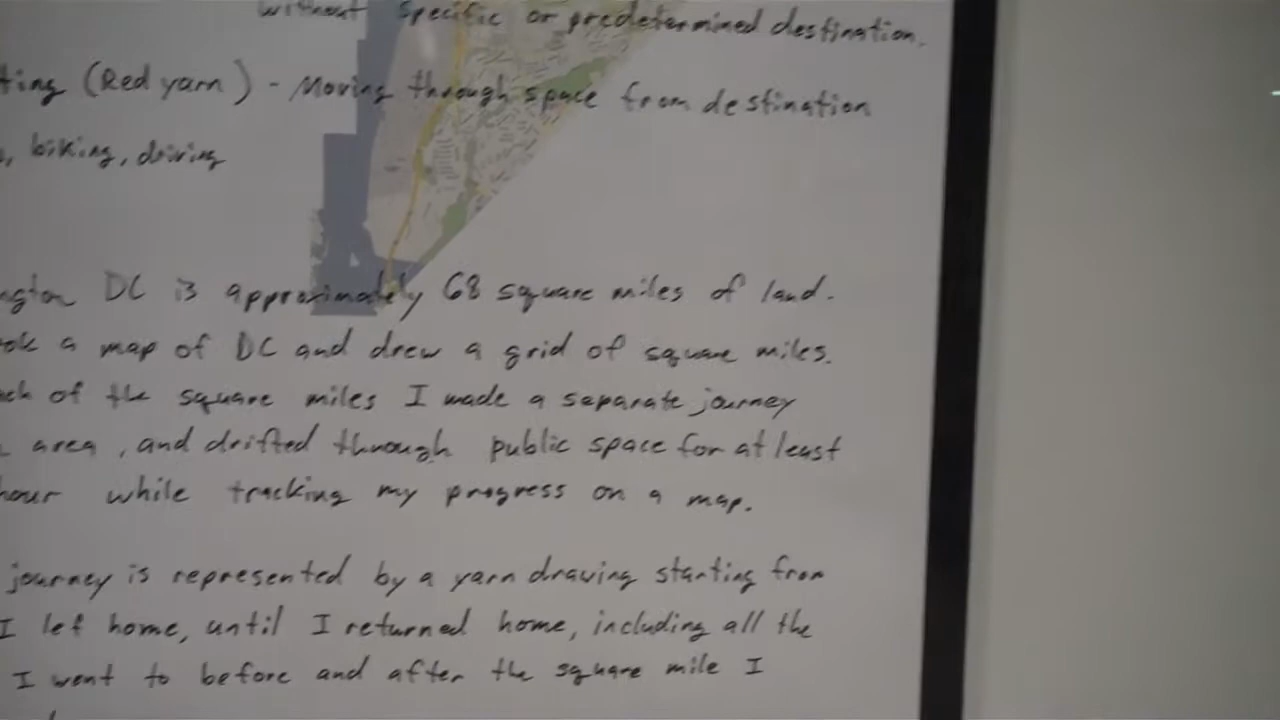 without specific or predetermined destination.
ting (Red yarn) - Moving through space from destination
, biking, driving
ngton DC is approximately 68 square miles of land.
ok a map of DC and drew a grid of square miles.
ch of the square miles I made a separate journey
area, and drifted through public space for at least
hour while tracking my progress on a map.
journey is represented by a yarn drawing starting from
I lef home, until I returned home, including all the
I went to before and after the square mile I